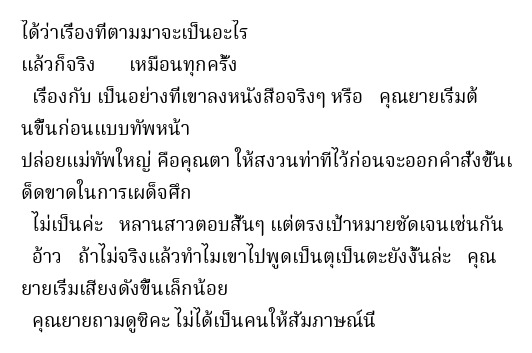 ได้ว่าเรื่องที่ตามมาจะเป็นอะไร
แล้วก็จริง เหมือนทุกครั้ง
เรื่องกับ เป็นอย่างที่เขาลงหนังสือจริงๆ หรือ คุณยายเริ่มต้
นขึ้นก่อนแบบทัพหน้า
ปล่อยแม่ทัพใหญ่ คือคุณตา ให้สงวนท่าทีไว้ก่อนจะออกคำสั่งขั้นเ
ด็ดขาดในการเผด็จศึก
ไม่เป็นค่ะ หลานสาวตอบสั้นๆ แต่ตรงเป้าหมายชัดเจนเช่นกัน
อ้าว ถ้าไม่จริงแล้วทำไมเขาไปพูดเป็นตุเป็นตะยังงั้นล่ะ คุณ
ยายเริ่มเสียงดังขึ้นเล็กน้อย
คุณยายถามดูซิคะ ไม่ได้เป็นคนให้สัมภาษณ์นี่